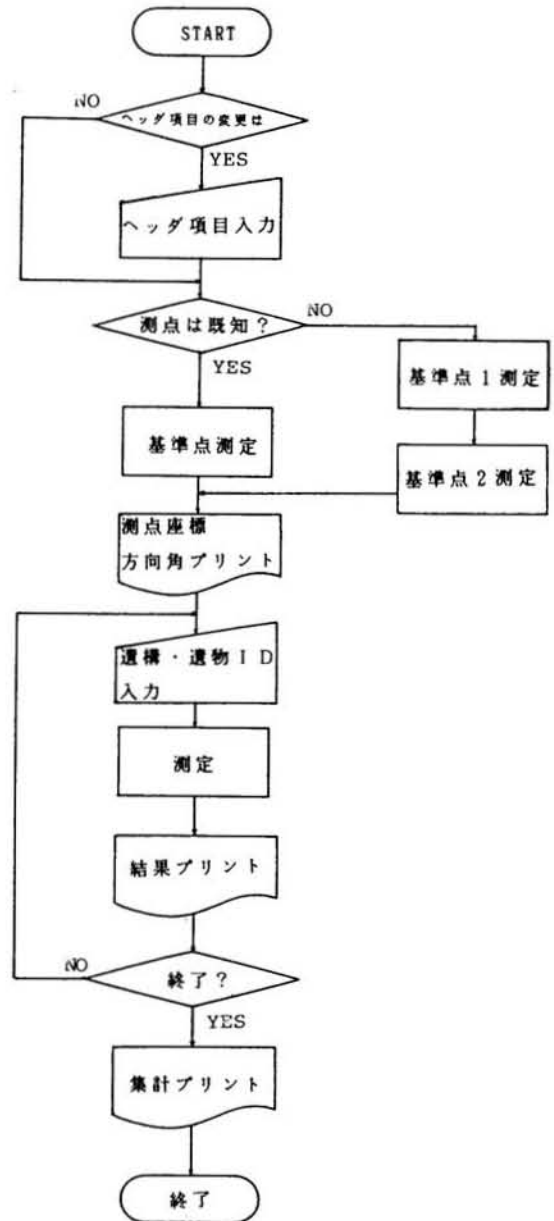 START
NO
ヘッダ項目の変更は
YES
ヘッダ項目入力
測点は既知？
NO
YES
基準点1測定
基準点測定
基準点2測定
測点座標
方向角プリント
遺構・遺物ID
入力
測定
結果プリント
NO
終了？
YES
集計プリント
終了